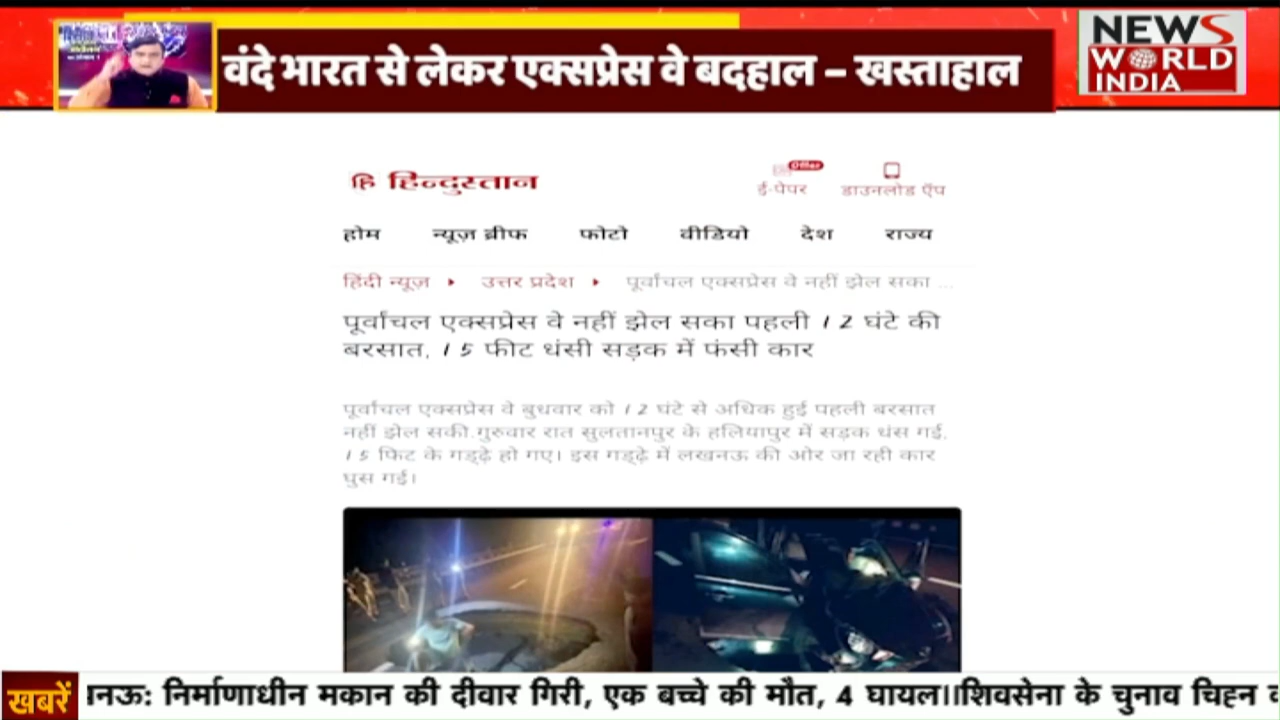 वंदे भारत से लेकर एक्सप्रेस वे बदहाल – खस्ताहाल
NEWS
WORLD
INDIA
हि हिन्दुस्तान
Offer
ई-पेपर
डाउनलोड ऍप
होम न्यूज़ ब्रीफ फोटो वीडियो देश राज्य
हिंदी न्यूज़ उत्तर प्रदेश पूर्वांचल एक्सप्रेस वे नहीं झेल सका ...
पूर्वांचल एक्सप्रेस वे नहीं झेल सका पहली 12 घंटे की
बरसात, 15 फीट धंसी सड़क में फंसी कार
पूर्वांचल एक्सप्रेस वे बुधवार को 12 घंटे से अधिक हुई पहली बरसात
नहीं झेल सकी.गुरुवार रात सुलतानपुर के हलियापुर में सड़क धंस गई,
15 फिट के गड्ढे हो गए। इस गड्ढे में लखनऊ की ओर जा रही कार
घुस गई।
खबरें
नऊ: निर्माणाधीन मकान की दीवार गिरी, एक बच्चे की मौत, 4 घायल।।शिवसेना के चुनाव चिह्न